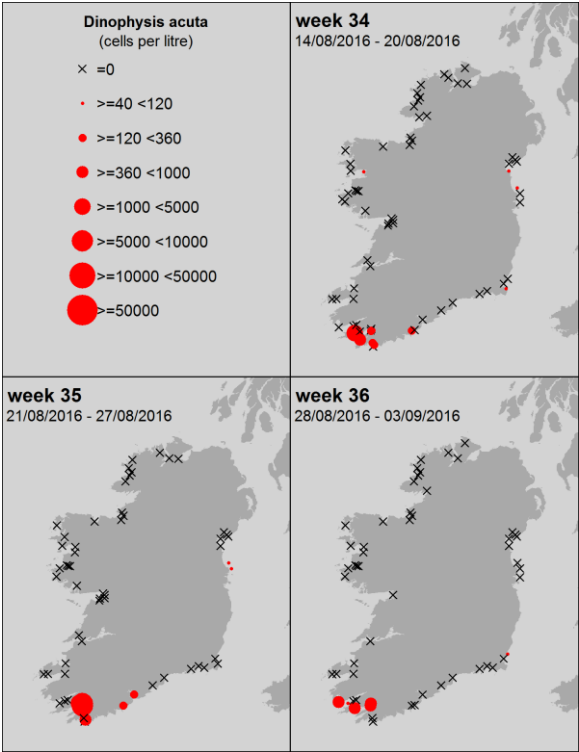 Dinophysis acuta
(cells per litre)
=0
>=40 <120
>=120 <360
>=360 <1000
>=1000 <5000
>=5000 <10000
>=10000 <50000
>=50000
week 34
14/08/2016 - 20/08/2016
week 35
21/08/2016 - 27/08/2016
week 36
28/08/2016 - 03/09/2016